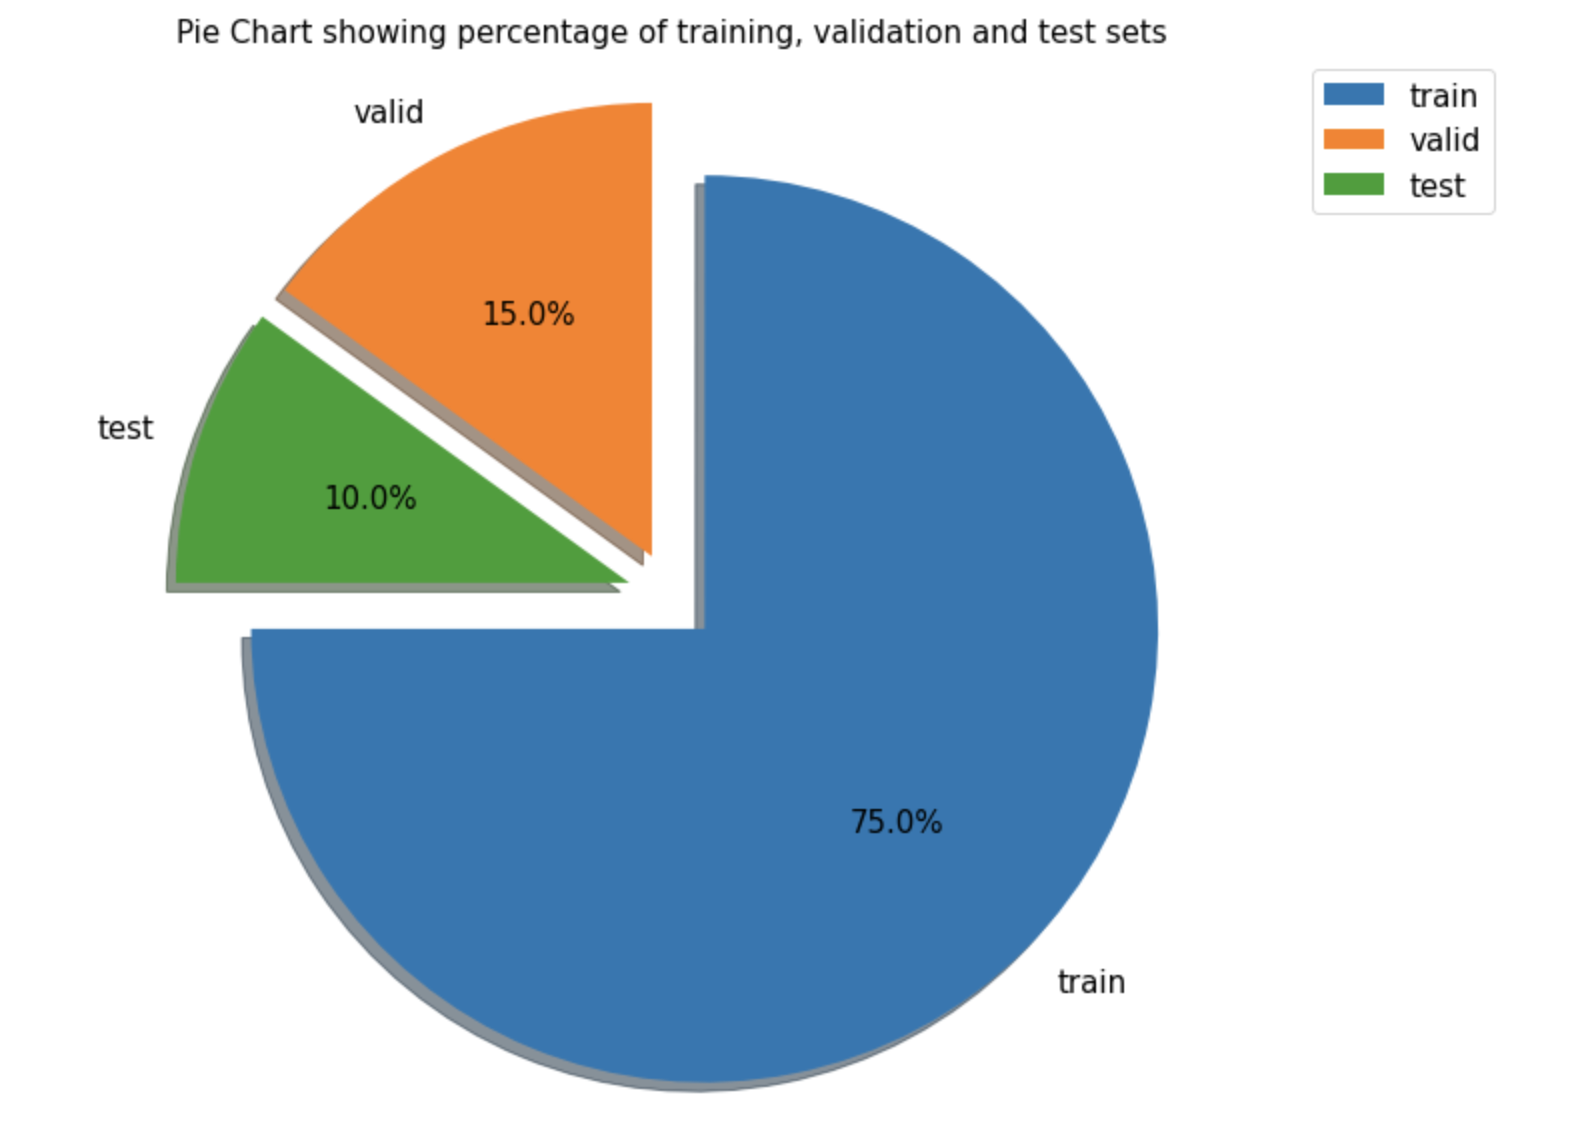 Pie Chart showing percentage of training, validation and test sets
train
valid
test
valid
15.0%
test
10.0%
75.0%
train